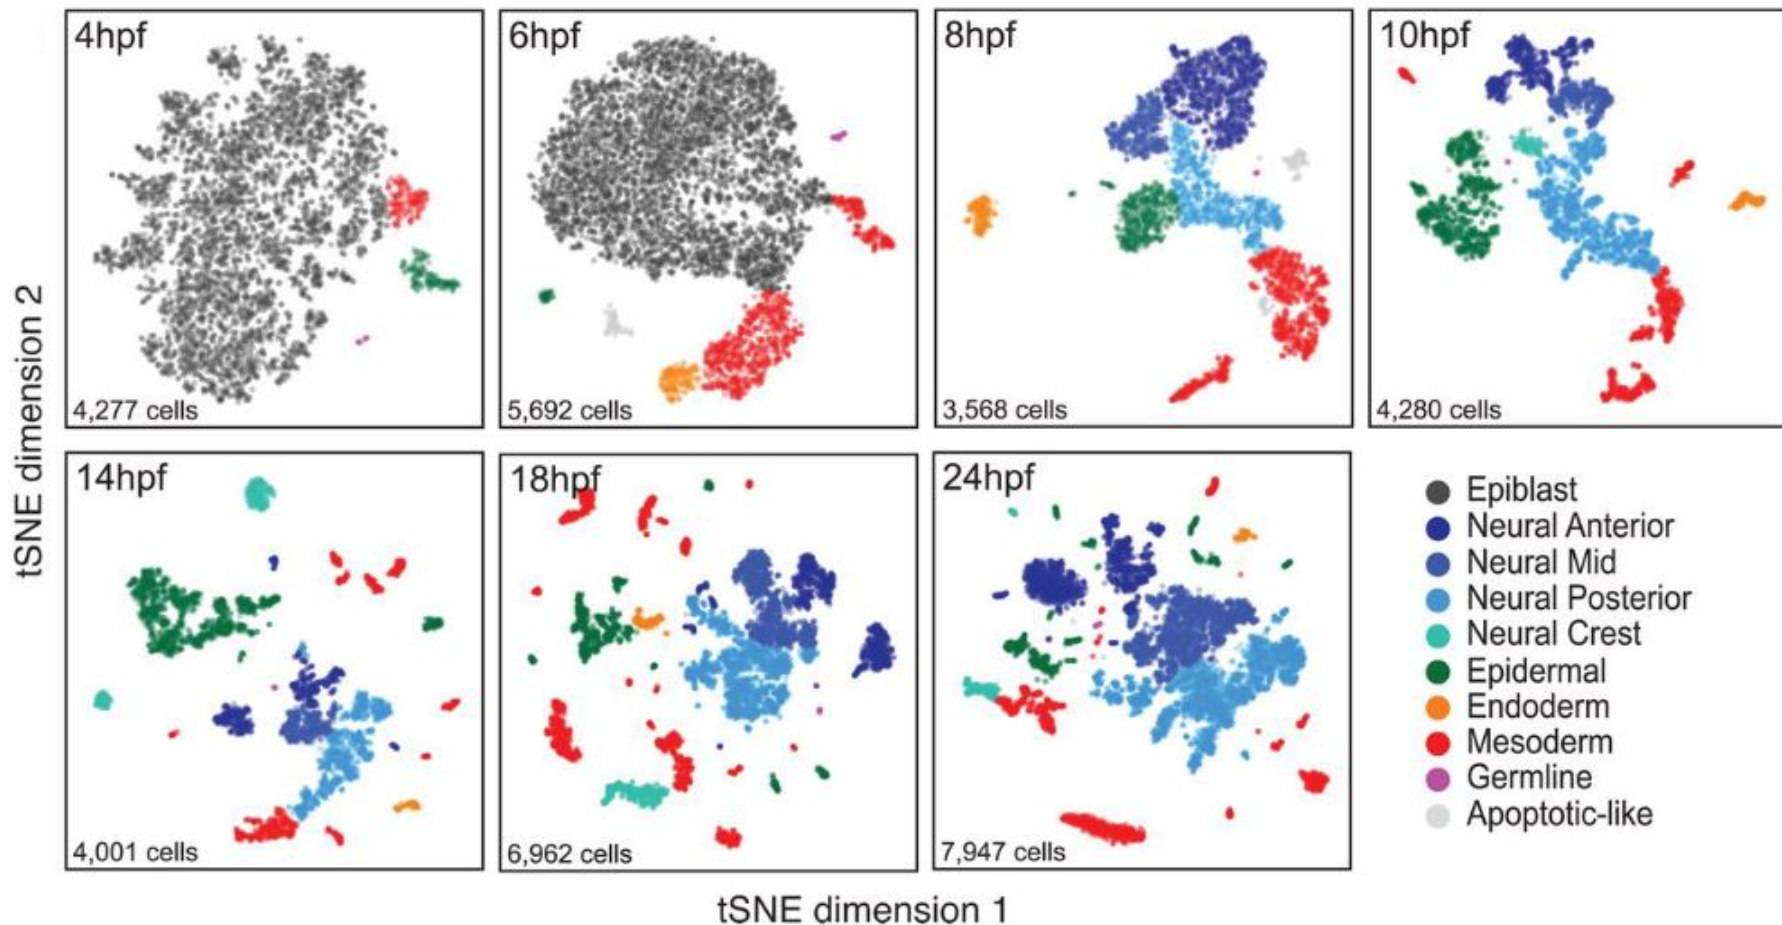 4hpf
4,277 cells
6hpf
5,692 cells
8hpf
3,568 cells
10hpf
4,280 cells
tSNE dimension 2
14hpf
4,001 cells
18hpf
6,962 cells
24hpf
7,947 cells
Epiblast
Neural Anterior
Neural Mid
Neural Posterior
Neural Crest
Epidermal
Endoderm
Mesoderm
Germline
Apoptotic-like
tSNE dimension 1